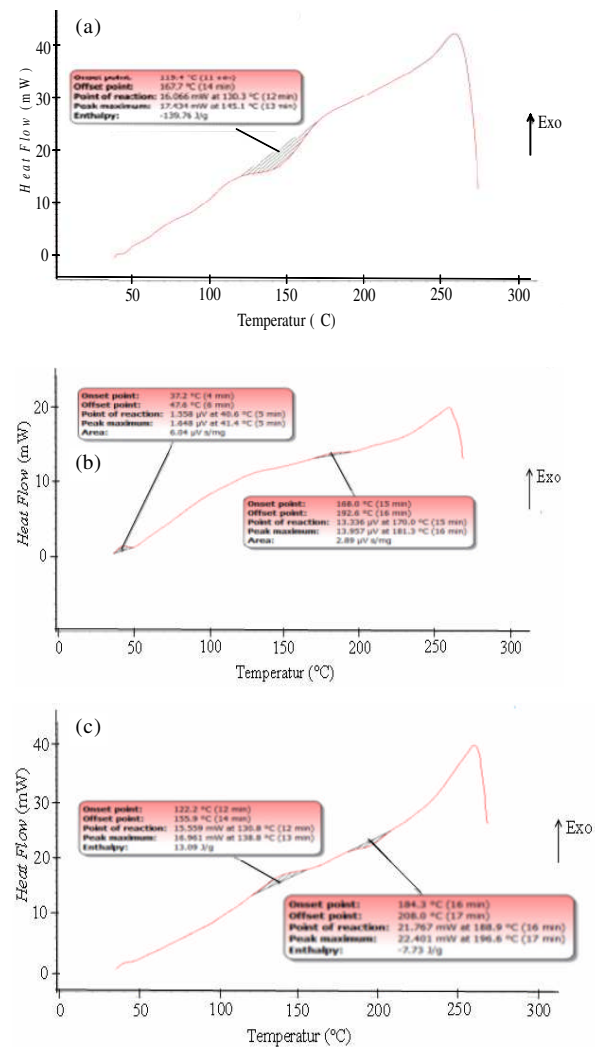 (a)
40
30
20
10
0
Heat Flow (mW)
Onset point: 119.4 °C (11
Offset point: 167.7 °C (14 min)
Point of reaction: 16.066 mW at 130.3 °C (12 min)
Peak maximum: 17.434 mW at 145.1 °C (13 min)
Enthalpy: -139.76 J/g
Exo
50 100 150 200 250 300
Temperatur ( C)
(b)
20
10
0
Heat Flow (mW)
Onset point: 37.2 °C (4 min)
Offset point: 47.6 °C (6 min)
Point of reaction: 1.558 µV at 40.6 °C (5 min)
Peak maximum: 1.648 µV at 41.4 °C (5 min)
Area: 6.04 µV s/mg
Onset point: 168.0 °C (15 min)
Offset point: 192.6 °C (16 min)
Point of reaction: 13.336 µV at 170.0 °C (15 min)
Peak maximum: 13.957 µV at 181.3 °C (16 min)
Area: 2.89 µV s/mg
Exo
0 50 100 150 200 250 300
Temperatur (°C)
(c)
40
30
20
10
0
Heat Flow (mW)
Onset point: 122.2 °C (12 min)
Offset point: 155.9 °C (14 min)
Point of reaction: 15.559 mW at 130.8 °C (12 min)
Peak maximum: 16.961 mW at 138.8 °C (13 min)
Enthalpy: 13.09 J/g
Onset point: 184.3 °C (16 min)
Offset point: 208.0 °C (17 min)
Point of reaction: 21.767 mW at 188.9 °C (16 min)
Peak maximum: 22.401 mW at 196.6 °C (17 min)
Enthalpy: -7.73 J/g
Exo
0 50 100 150 200 250 300
Temperatur (°C)